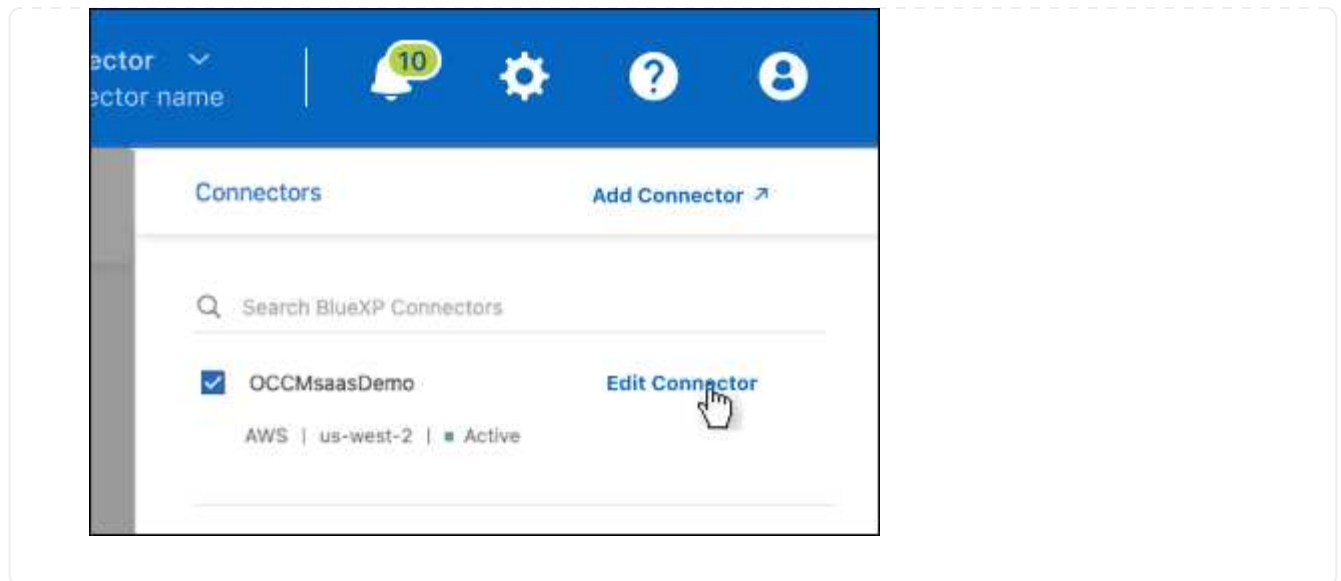 ector
ector name
10
Connectors
Add Connector
Search BlueXP Connectors
OCCMsaasDemo
Edit Connector
AWS | us-west-2 | Active